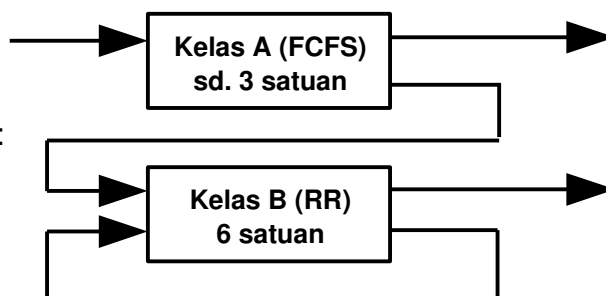 Kelas A (FCFS)
sd. 3 satuan
Kelas B (RR)
6 satuan